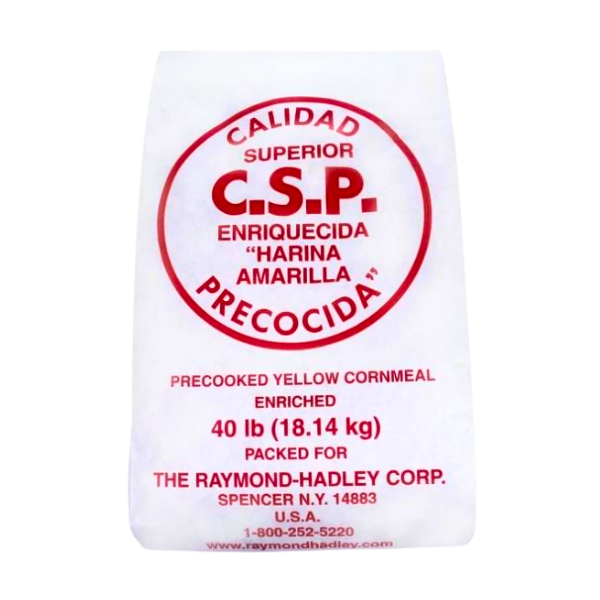 CALIDAD
SUPERIOR
C.S.P.
ENRIQUECIDA
“HARINA
AMARILLA
PRECOCIDA”
PRECOOKED YELLOW CORNMEAL
ENRICHED
40 lb (18.14 kg)
PACKED FOR
THE RAYMOND-HADLEY CORP.
SPENCER N.Y. 14883
U.S.A.
1-800-252-5220
www.raymondhadley.com